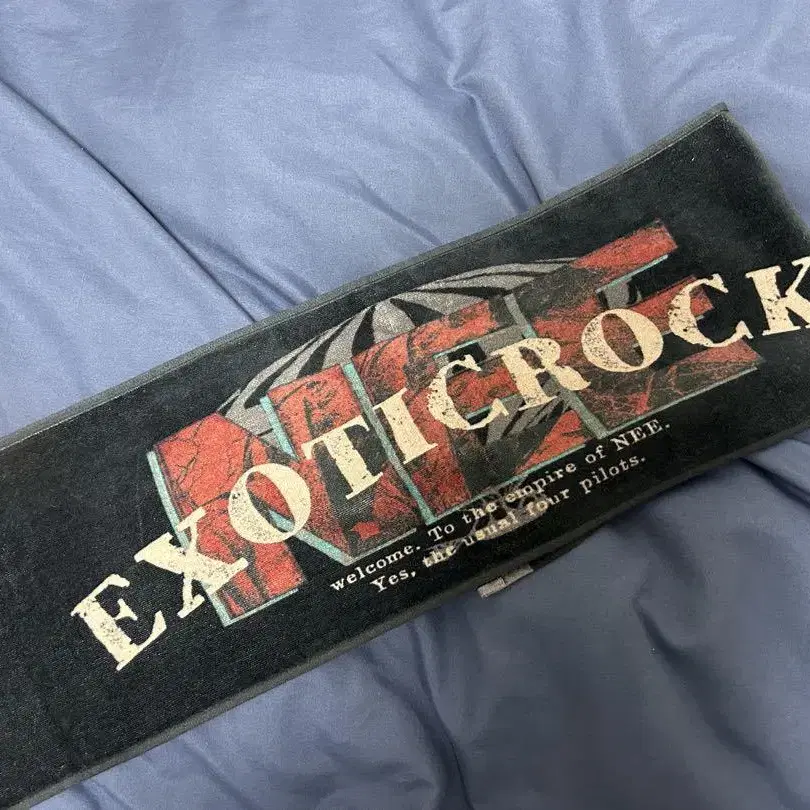 NEE
EXOTICROCK
welcome. To the empire of NEE.
Yes, the usual four pilots.